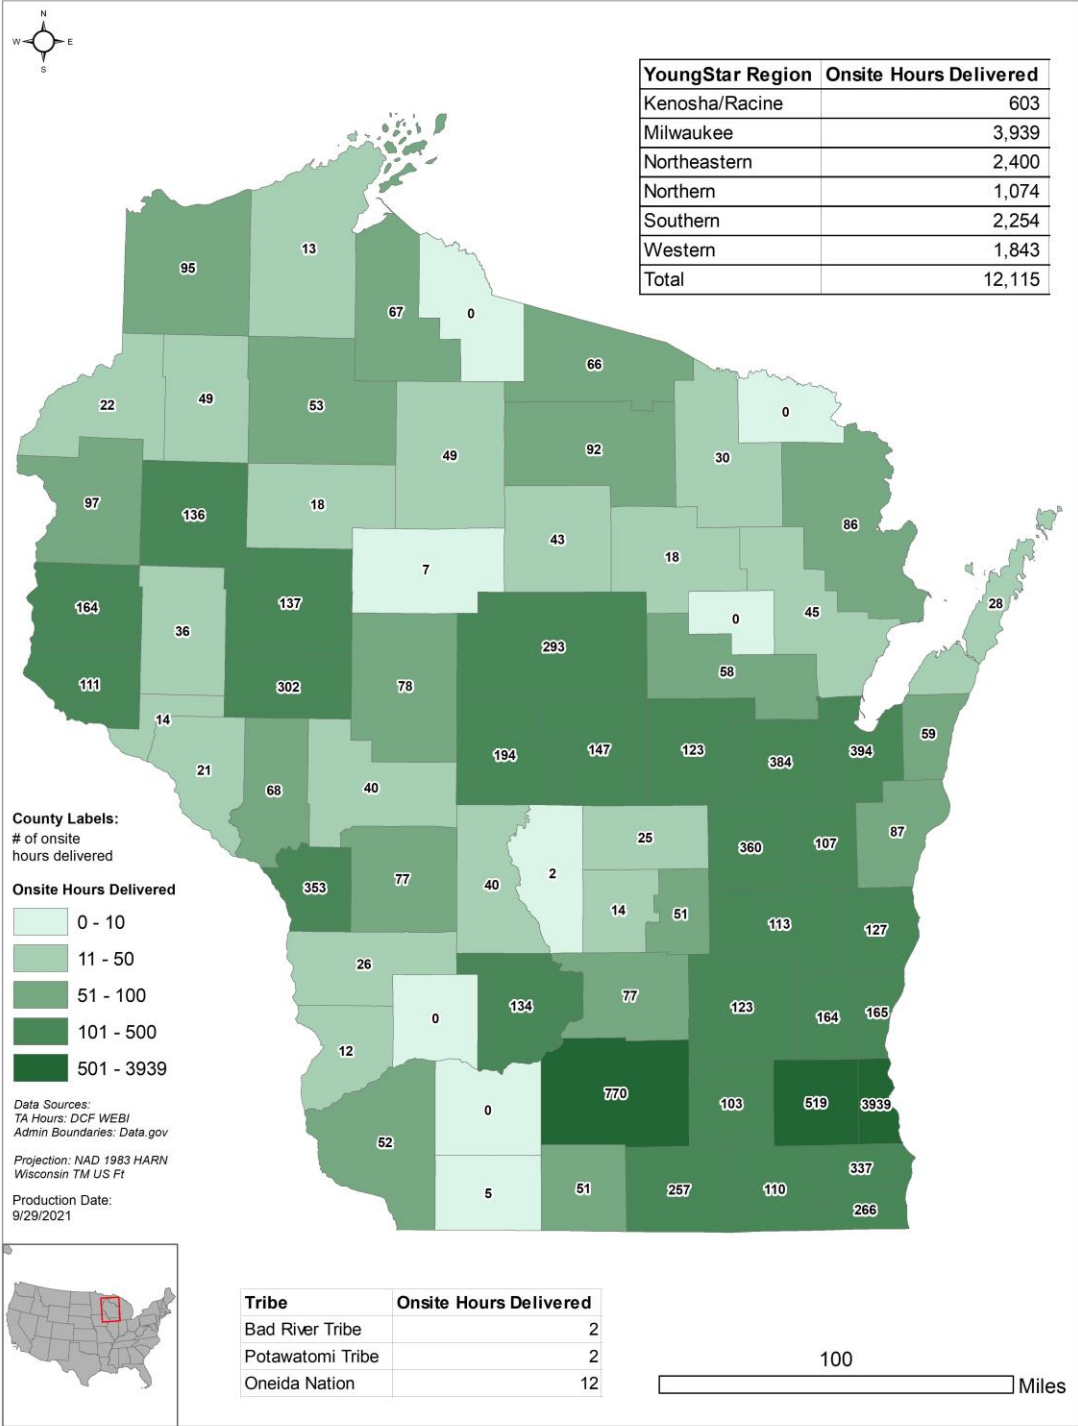 N
W E
S
YoungStar Region Onsite Hours Delivered
Kenosha/Racine 603
Milwaukee 3,939
Northeastern 2,400
Northern 1,074
Southern 2,254
Western 1,843
Total 12,115
95
13
67
0
66
22
49
53
49
92
30
0
97
136
18
43
18
86
7
164
36
137
293
0
45
28
111
302
78
58
14
194
147
123
384
394
59
21
68
40
353
77
40
2
25
360
107
87
14
51
113
127
26
0
134
77
123
164
165
12
52
0
770
103
519
3939
5
51
257
110
337
266
County Labels:
# of onsite
hours delivered
Onsite Hours Delivered
0 - 10
11 - 50
51 - 100
101 - 500
501 - 3939
Data Sources:
TA Hours: DCF WEBI
Admin Boundaries: Data.gov
Projection: NAD 1983 HARN
Wisconsin TM US Ft
Production Date:
9/29/2021
Tribe Onsite Hours Delivered
Bad River Tribe 2
Potawatomi Tribe 2
Oneida Nation 12
100
Miles